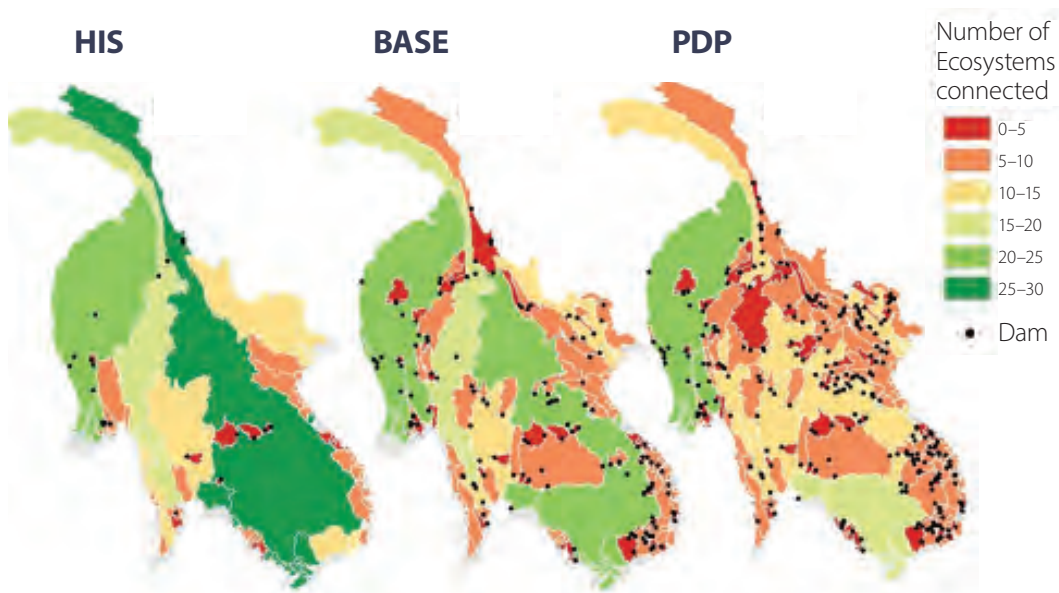 HIS
BASE
PDP
Number of
Ecosystems
connected
0–5
5–10
10–15
15–20
20–25
25–30
Dam